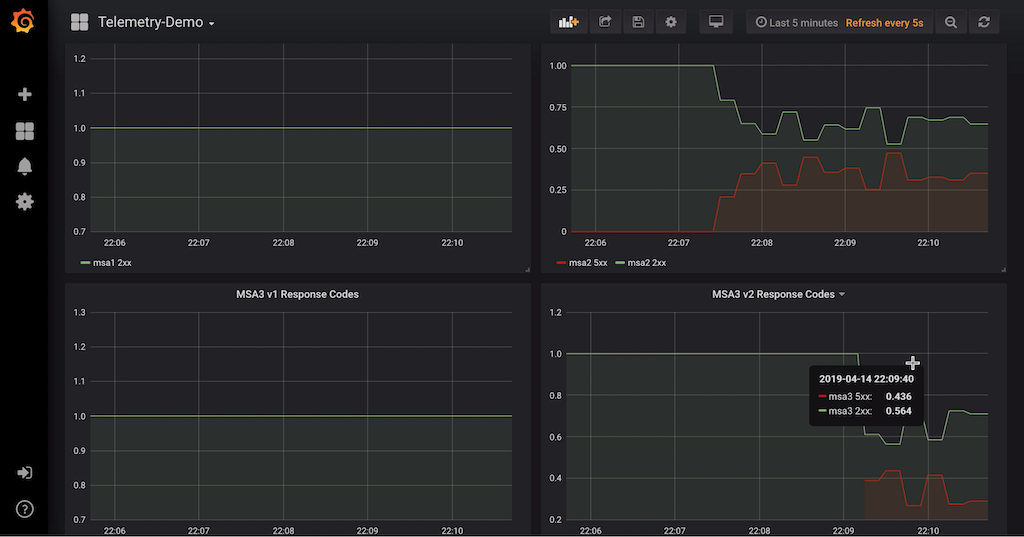 Telemetry-Demo
Last 5 minutes Refresh every 5s
1.2
1.1
1.0
0.9
0.8
0.7
22:06 22:07 22:08 22:09 22:10
msa1 2xx
1.00
0.75
0.50
0.25
0
22:06 22:07 22:08 22:09 22:10
msa2 5xx msa2 2xx
MSA3 v1 Response Codes
1.3
1.2
1.1
1.0
0.9
0.8
0.7
22:06 22:07 22:08 22:09 22:10
MSA3 v2 Response Codes
1.2
1.0
0.8
0.6
0.4
0.2
22:06 22:07 22:08 22:09 22:10
2019-04-14 22:09:40
msa3 5xx: 0.436
msa3 2xx: 0.564